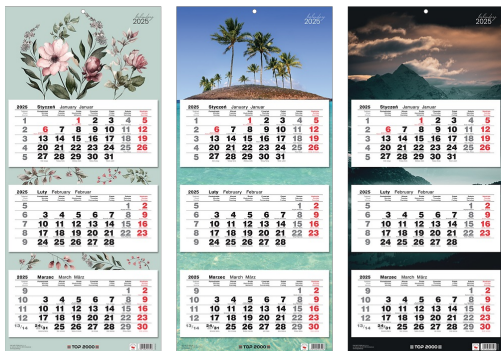 2025
2025 Styczeń January Januar
1 1 2 3 4 5
2 6 7 8 9 10 11 12
3 13 14 15 16 17 18 19
4 20 21 22 23 24 25 26
5 27 28 29 30 31
2025 Luty February Februar
5 1 2
6 3 4 5 6 7 8 9
7 10 11 12 13 14 15 16
8 17 18 19 20 21 22 23
9 24 25 26 27 28
2025 Marzec March März
9 1 2
10 3 4 5 6 7 8 9
11 10 11 12 13 14 15 16
12 17 18 19 20 21 22 23
13/14 24/31 25 26 27 28 29 30
TOP 2000
2025
2025 Styczeń January Januar
1 1 2 3 4 5
2 6 7 8 9 10 11 12
3 13 14 15 16 17 18 19
4 20 21 22 23 24 25 26
5 27 28 29 30 31
2025 Luty February Februar
5 1 2
6 3 4 5 6 7 8 9
7 10 11 12 13 14 15 16
8 17 18 19 20 21 22 23
9 24 25 26 27 28
2025 Marzec March März
9 1 2
10 3 4 5 6 7 8 9
11 10 11 12 13 14 15 16
12 17 18 19 20 21 22 23
13/14 24/31 25 26 27 28 29 30
TOP 2000
2025
2025 Styczeń January Januar
1 1 2 3 4 5
2 6 7 8 9 10 11 12
3 13 14 15 16 17 18 19
4 20 21 22 23 24 25 26
5 27 28 29 30 31
2025 Luty February Februar
5 1 2
6 3 4 5 6 7 8 9
7 10 11 12 13 14 15 16
8 17 18 19 20 21 22 23
9 24 25 26 27 28
2025 Marzec March März
9 1 2
10 3 4 5 6 7 8 9
11 10 11 12 13 14 15 16
12 17 18 19 20 21 22 23
13/14 24/31 25 26 27 28 29 30
TOP 2000